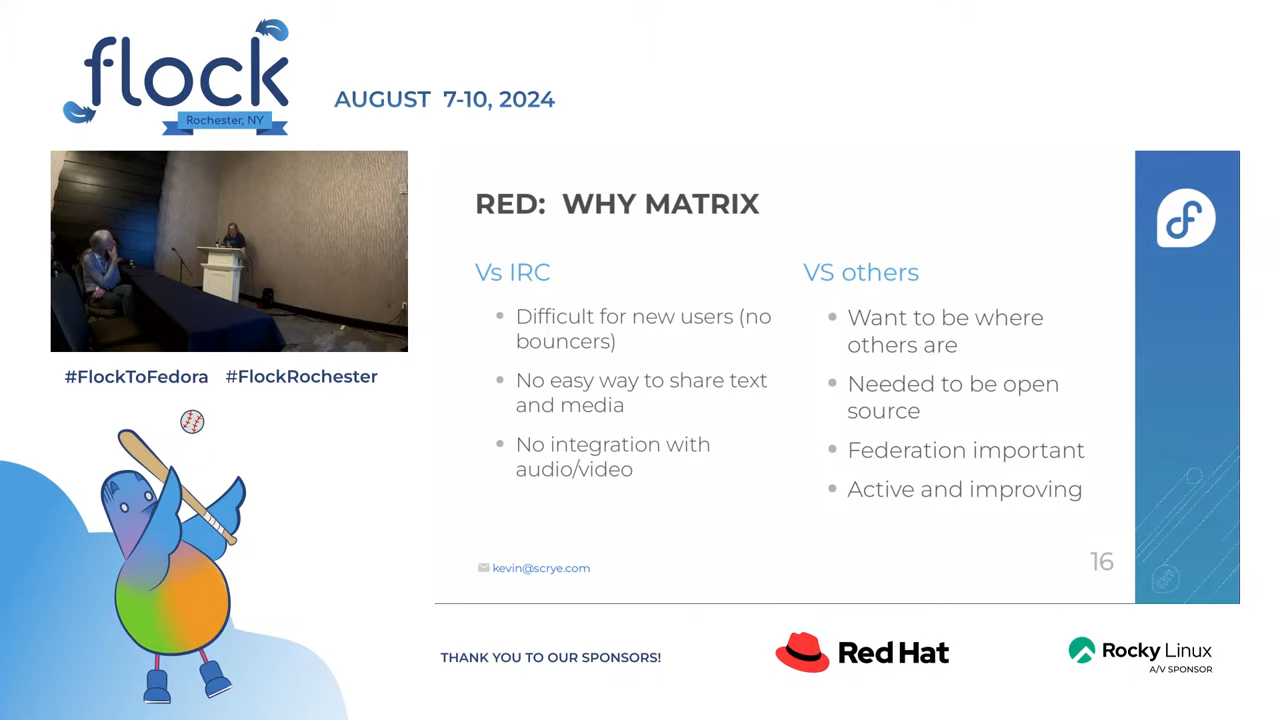 flock
Rochester, NY
AUGUST 7-10, 2024
#FlockToFedora #FlockRochester
RED: WHY MATRIX
Vs IRC
Difficult for new users (no
bouncers)
No easy way to share text
and media
No integration with
audio/video
VS others
Want to be where
others are
Needed to be open
source
Federation important
Active and improving
kevin@scrye.com
16
THANK YOU TO OUR SPONSORS!
Red Hat
Rocky Linux
A/V SPONSOR